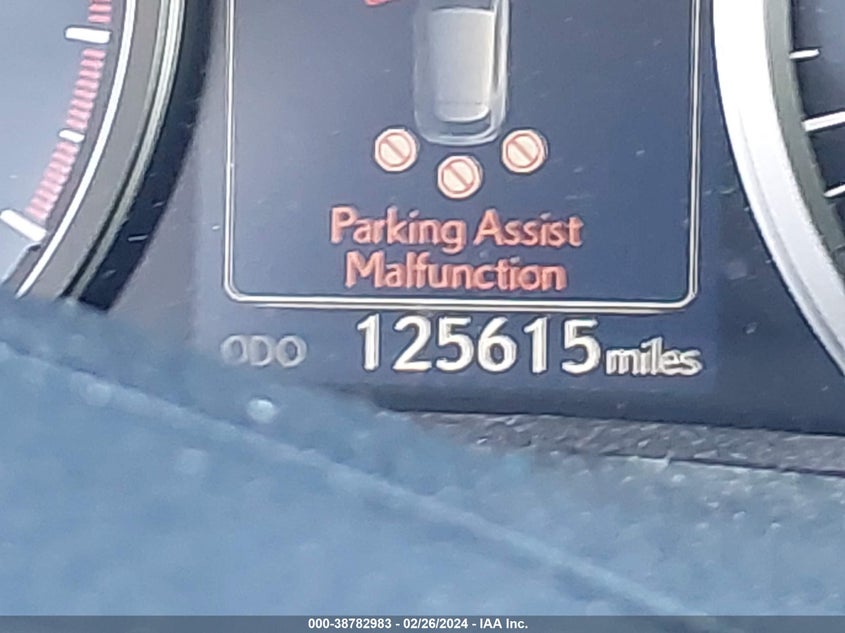 Parking Assist
Malfunction
ODO 125615 miles
000-38782983 - 02/26/2024 - IAA Inc.